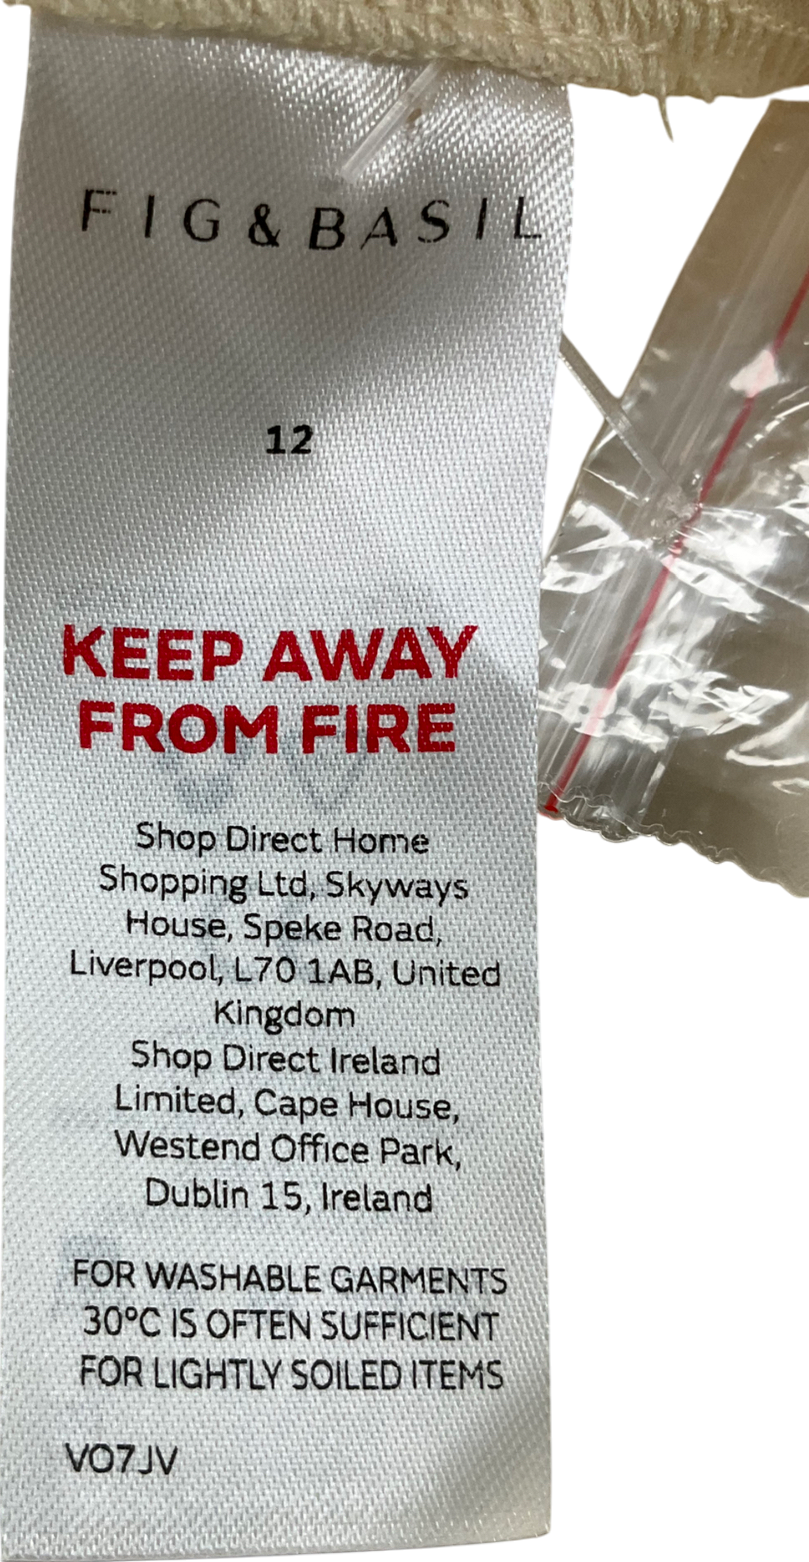 FIG&BASIL
12
KEEP AWAY
FROM FIRE
Shop Direct Home
Shopping Ltd, Skyways
House, Speke Road,
Liverpool, L70 1AB, United
Kingdom
Shop Direct Ireland
Limited, Cape House,
Westend Office Park,
Dublin 15, Ireland
FOR WASHABLE GARMENTS
30°C IS OFTEN SUFFICIENT
FOR LIGHTLY SOILED ITEMS
VO7JV